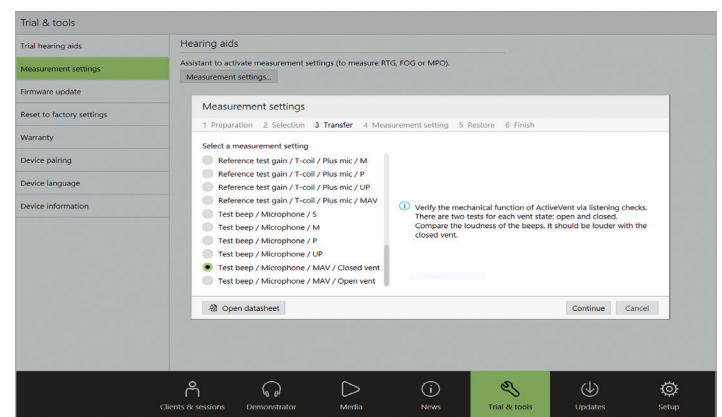 Trial & tools
Trial hearing aids
Measurement settings
Firmware update
Reset to factory settings
Warranty
Device pairing
Device language
Device information
Hearing aids
Assistant to activate measurement settings (to measure RTG, FOG or MPO).
Measurement settings...
Measurement settings
1 Preparation 2 Selection 3 Transfer 4 Measurement setting 5 Restore 6 Finish
Select a measurement setting
Reference test gain / T-coil / Plus mic / M
Reference test gain / T-coil / Plus mic / P
Reference test gain / T-coil / Plus mic / UP
Reference test gain / T-coil / Plus mic / MAV
Test beep / Microphone / S
Test beep / Microphone / M
Test beep / Microphone / P
Test beep / Microphone / UP
Test beep / Microphone / MAV / Closed vent
Test beep / Microphone / MAV / Open vent
Verify the mechanical function of ActiveVent via listening checks.
There are two tests for each vent state: open and closed.
Compare the loudness of the beeps. It should be louder with the
closed vent.
Open datasheet
Continue
Cancel
Clients & sessions
Demonstrator
Media
News
Trial & tools
Updates
Setup